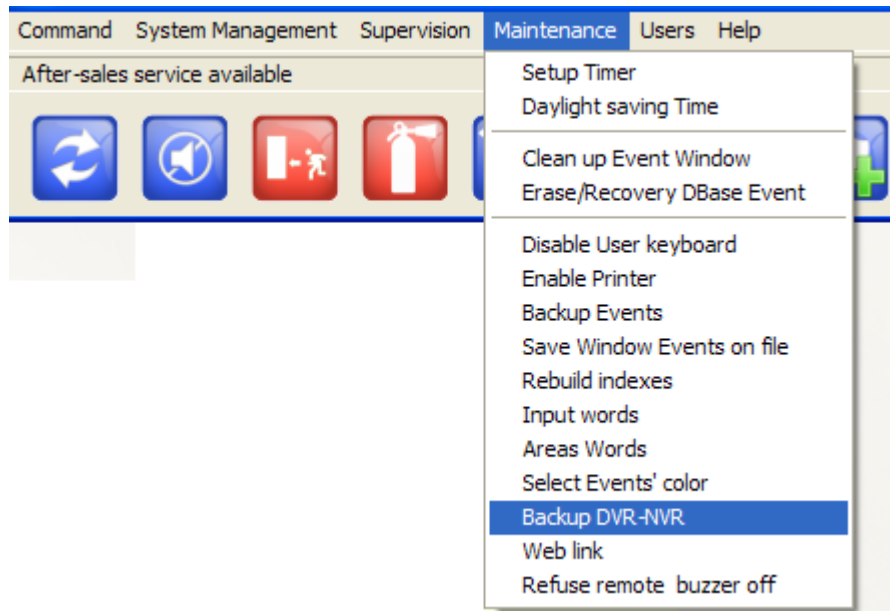 Command System Management Supervision Maintenance Users Help
After-sales service available
Setup Timer
Daylight saving Time
Clean up Event Window
Erase/Recovery DBase Event
Disable User keyboard
Enable Printer
Backup Events
Save Window Events on file
Rebuild indexes
Input words
Areas Words
Select Events' color
Backup DVR-NVR
Web link
Refuse remote  buzzer off